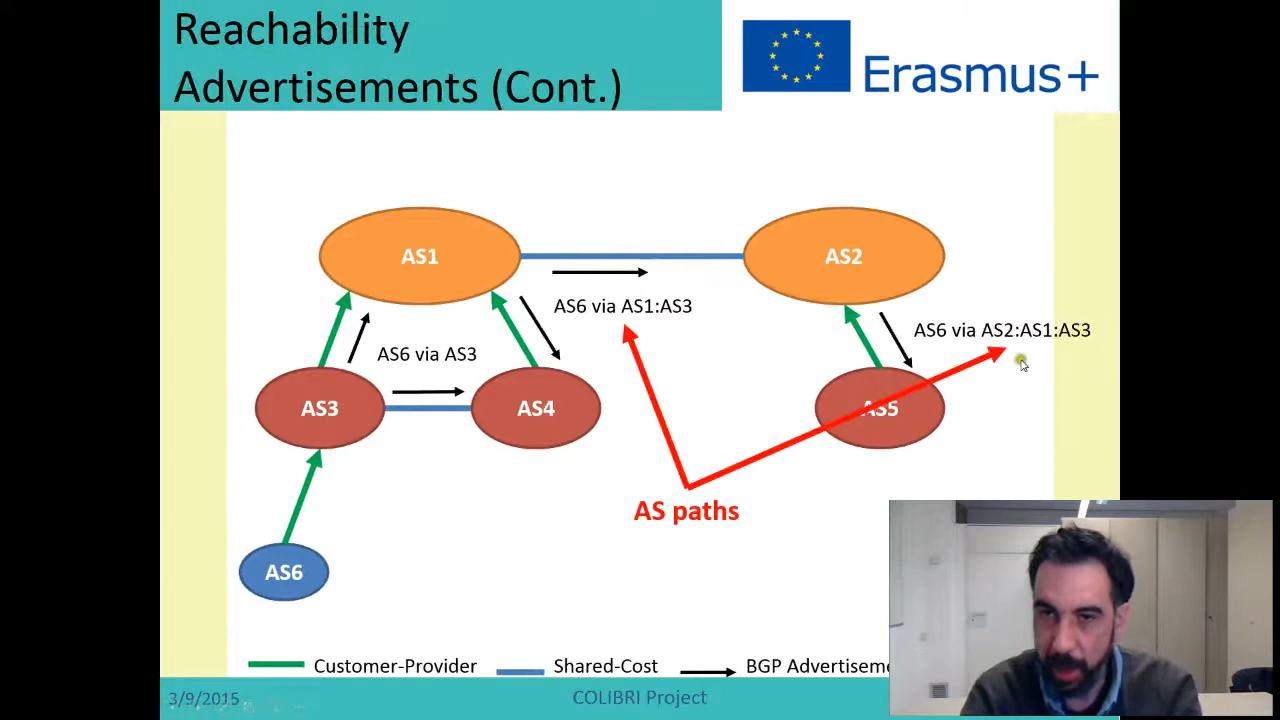 Reachability
Advertisements (Cont.)
Erasmus+
AS1
AS2
AS6 via AS1:AS3
AS6 via AS2:AS1:AS3
AS6 via AS3
AS3
AS4
AS5
AS paths
AS6
Customer-Provider
Shared-Cost
BGP Advertiseme
3/9/2015
COLIBRI Project